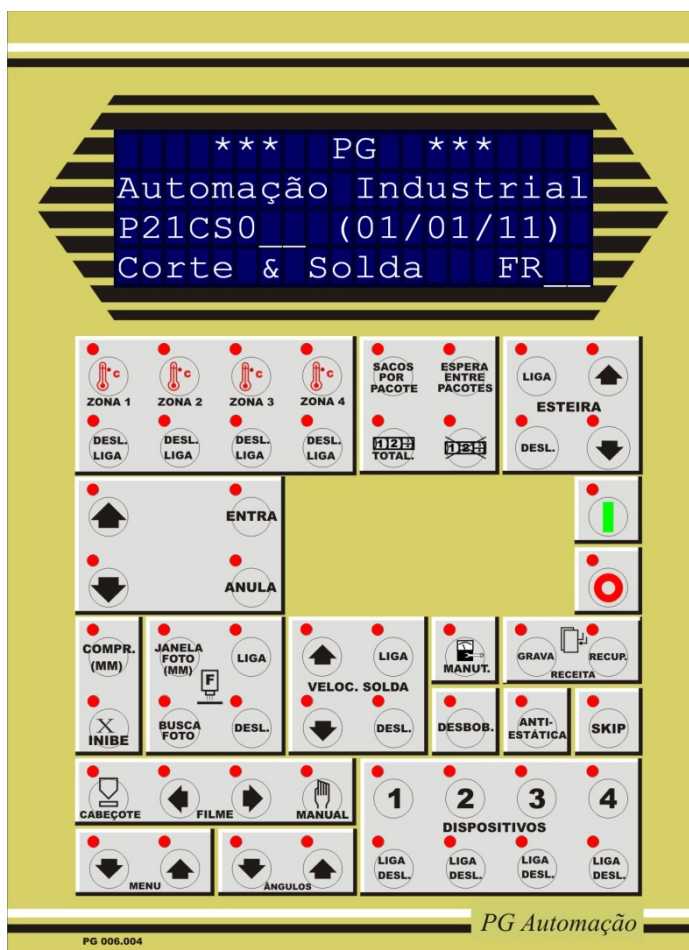 *** PG ***
Automação Industrial
P21CS0__ (01/01/11)
Corte & Solda FR__
°C °C °C °C
ZONA 1 ZONA 2 ZONA 3 ZONA 4
DESL. LIGA
DESL. LIGA
DESL. LIGA
DESL. LIGA
SACOS
POR
PACOTE
ESPERA
ENTRE
PACOTES
1 2
TOTAL.
1 2
LIGA
ESTEIRA
DESL.
ENTRA
ANULA
COMPR.
(MM)
X
INIBE
JANELA
FOTO
(MM)
LIGA
F
BUSCA
FOTO
DESL.
LIGA
VELOC. SOLDA
DESL.
MANUT.
GRAVA RECUP.
RECEITA
DESBOB.
ANTI-
ESTÁTICA
SKIP
CABEÇOTE FILME MANUAL
MENU
ÂNGULOS
1 2 3 4
DISPOSITIVOS
LIGA
DESL.
LIGA
DESL.
LIGA
DESL.
LIGA
DESL.
PG Automação
PG 006.004